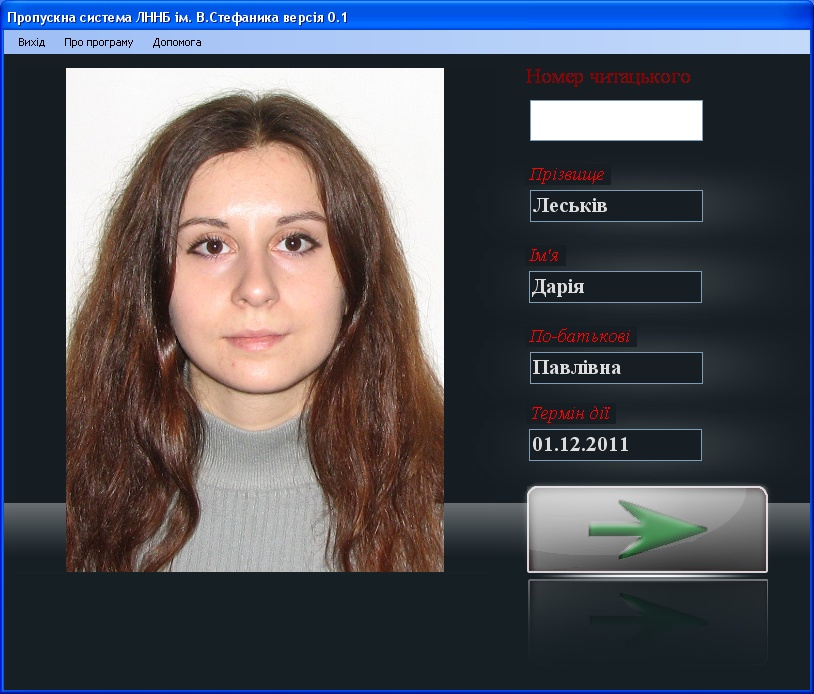 Пропускна система ЛННБ ім. В.Стефаника версія 0.1
Вихід Про програму Допомога
Номер читацького
Прізвище
Леськів
Ім'я
Дарія
По-батькові
Павлівна
Термін дії
01.12.2011